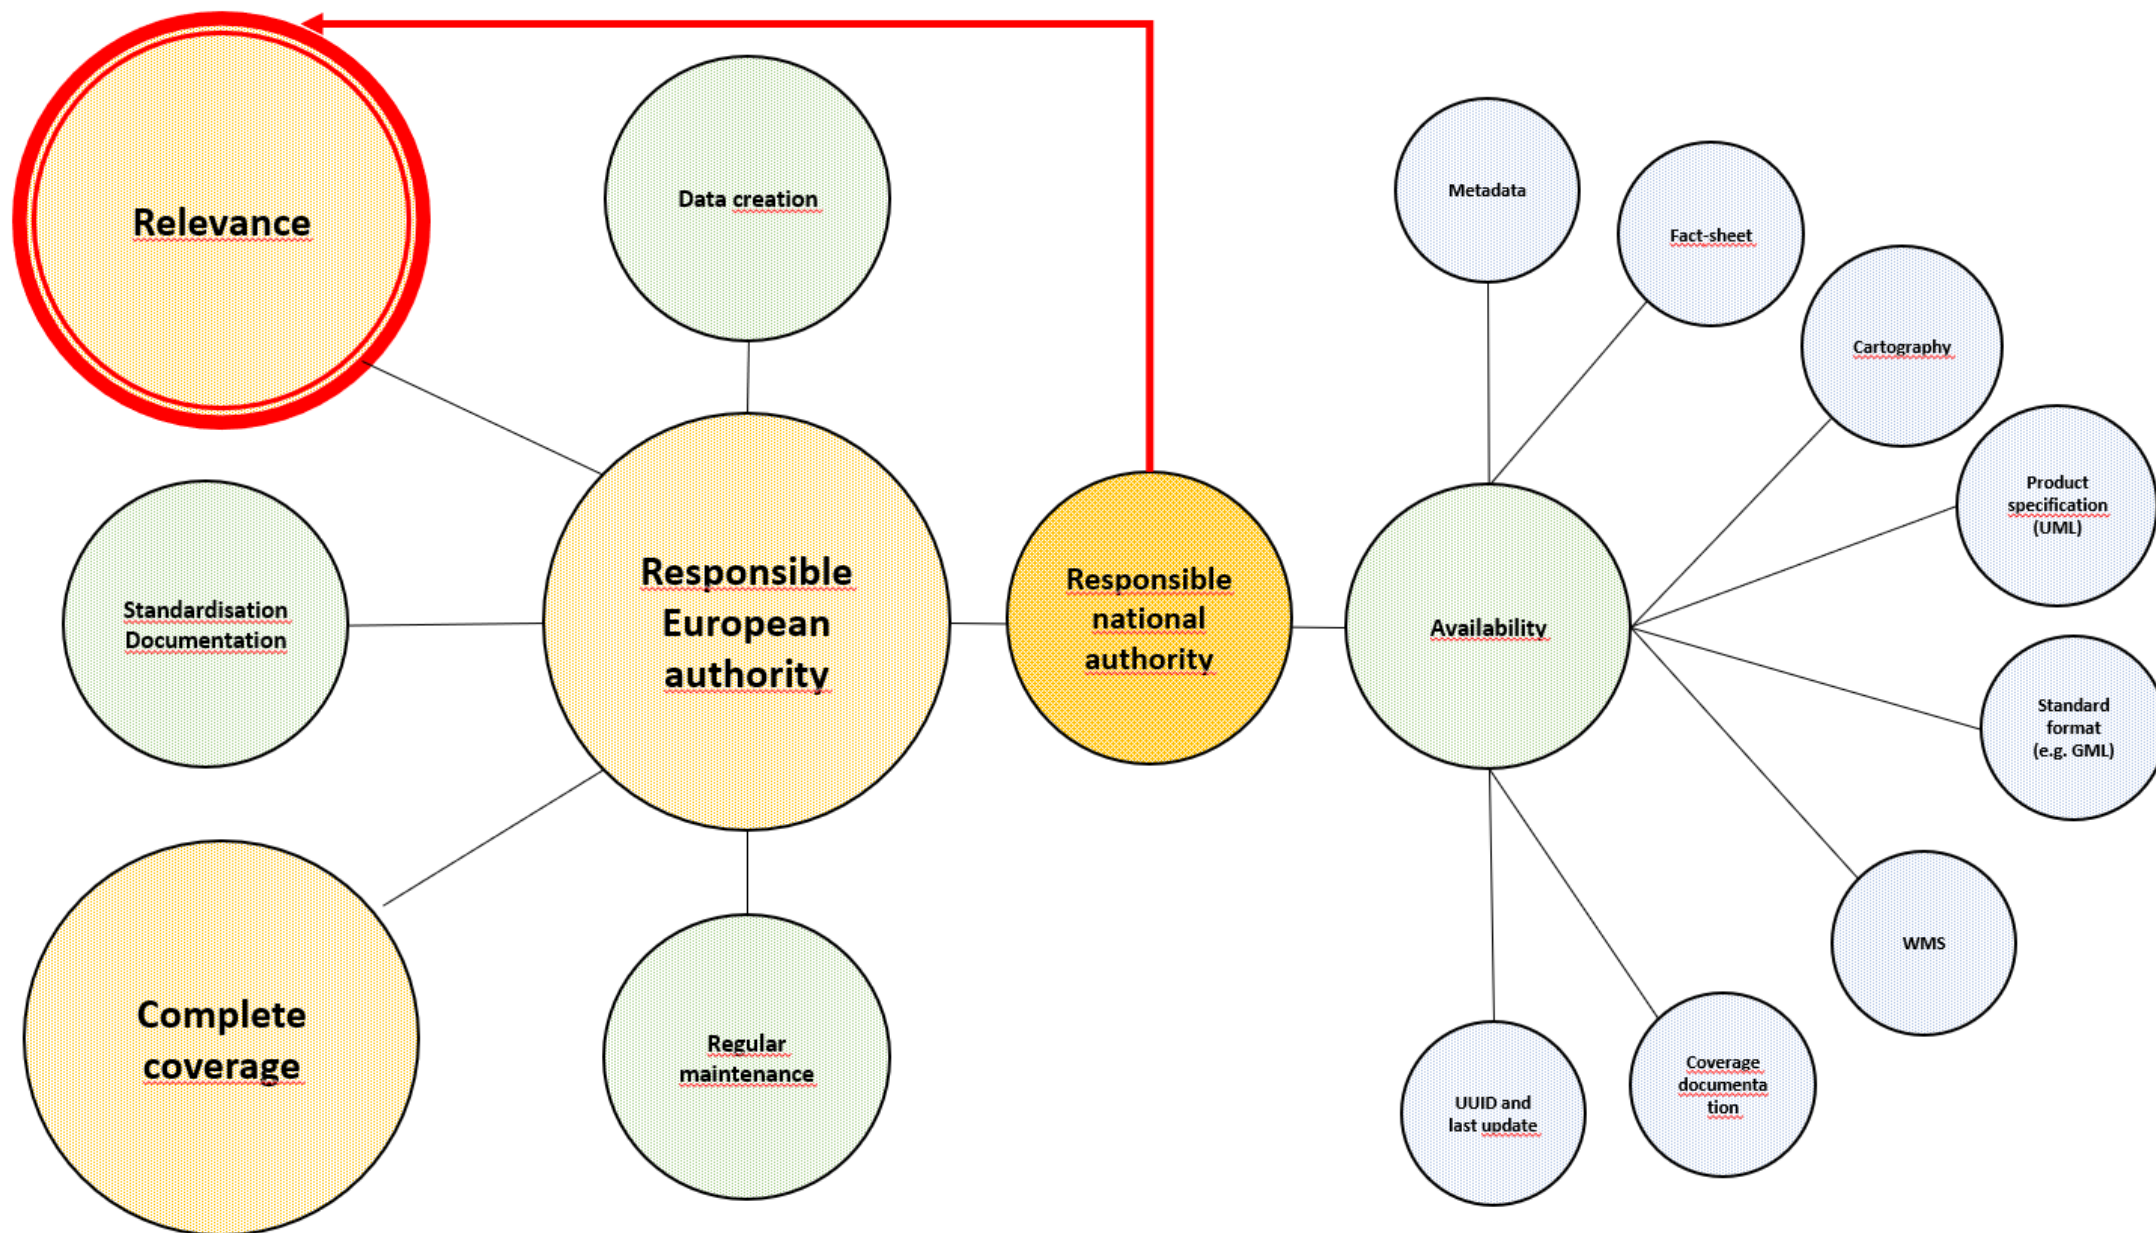 Relevance
Data creation
Metadata
Fact-sheet
Cartography
Product
specification
(UML)
Standardisation
Documentation
Responsible
European
authority
Responsible
national
authority
Availability
Standard
format
(e.g. GML)
Complete
coverage
Regular
maintenance
WMS
Coverage
documenta
tion
UUID and
last update